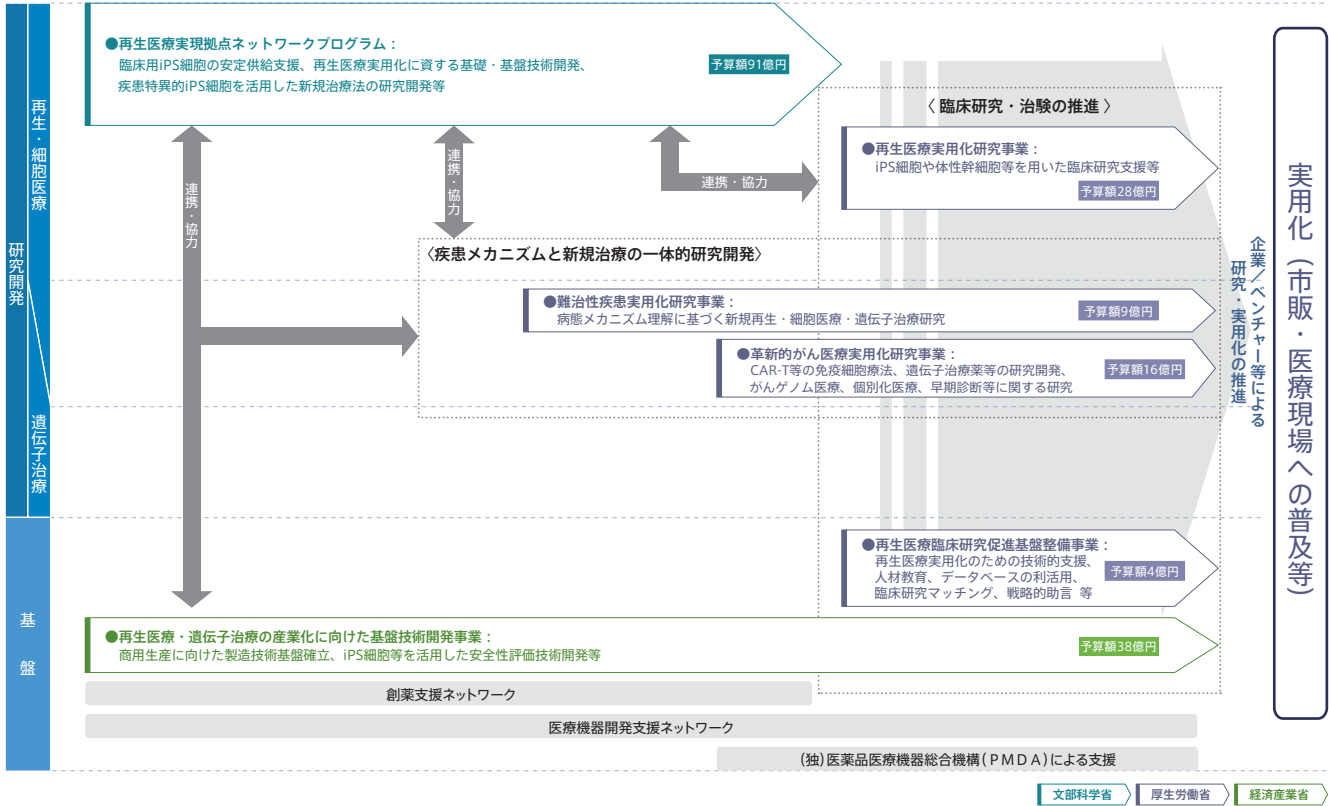 研究開発
再生・細胞医療
遺伝子治療
基盤
●再生医療実現拠点ネットワークプログラム：
臨床用iPS細胞の安定供給支援、再生医療実用化に資する基礎・基盤技術開発、
疾患特異的iPS細胞を活用した新規治療法の研究開発等
予算額91億円
連携・協力
連携・協力
連携・協力
〈 臨床研究・治験の推進 〉
●再生医療実用化研究事業：
iPS細胞や体性幹細胞等を用いた臨床研究支援等
予算額28億円
〈疾患メカニズムと新規治療の一体的研究開発〉
●難治性疾患実用化研究事業：
病態メカニズム理解に基づく新規再生・細胞医療・遺伝子治療研究
予算額9億円
●革新的がん医療実用化研究事業：
CAR-T等の免疫細胞療法、遺伝子治療薬等の研究開発、
がんゲノム医療、個別化医療、早期診断等に関する研究
予算額16億円
企業／ベンチャー等による
研究・実用化の推進
実用化（市販・医療現場への普及等）
●再生医療臨床研究促進基盤整備事業：
再生医療実用化のための技術的支援、
人材教育、データベースの利活用、
臨床研究マッチング、戦略的助言 等
予算額4億円
●再生医療・遺伝子治療の産業化に向けた基盤技術開発事業：
商用生産に向けた製造技術基盤確立、iPS細胞等を活用した安全性評価技術開発等
予算額38億円
創薬支援ネットワーク
医療機器開発支援ネットワーク
(独)医薬品医療機器総合機構(PMDA)による支援
文部科学省
厚生労働省
経済産業省